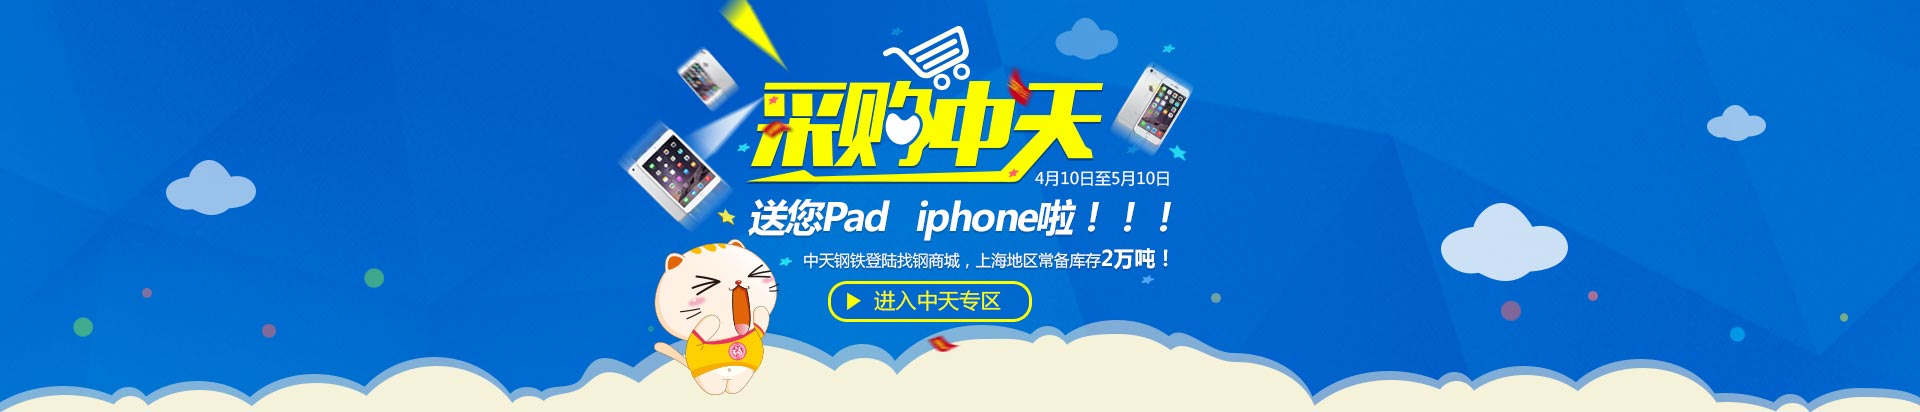 采购中天
4月10日至5月10日
送您Pad iphone啦！！！
中天钢铁登陆找钢商城，上海地区常备库存2万吨！
进入中天专区